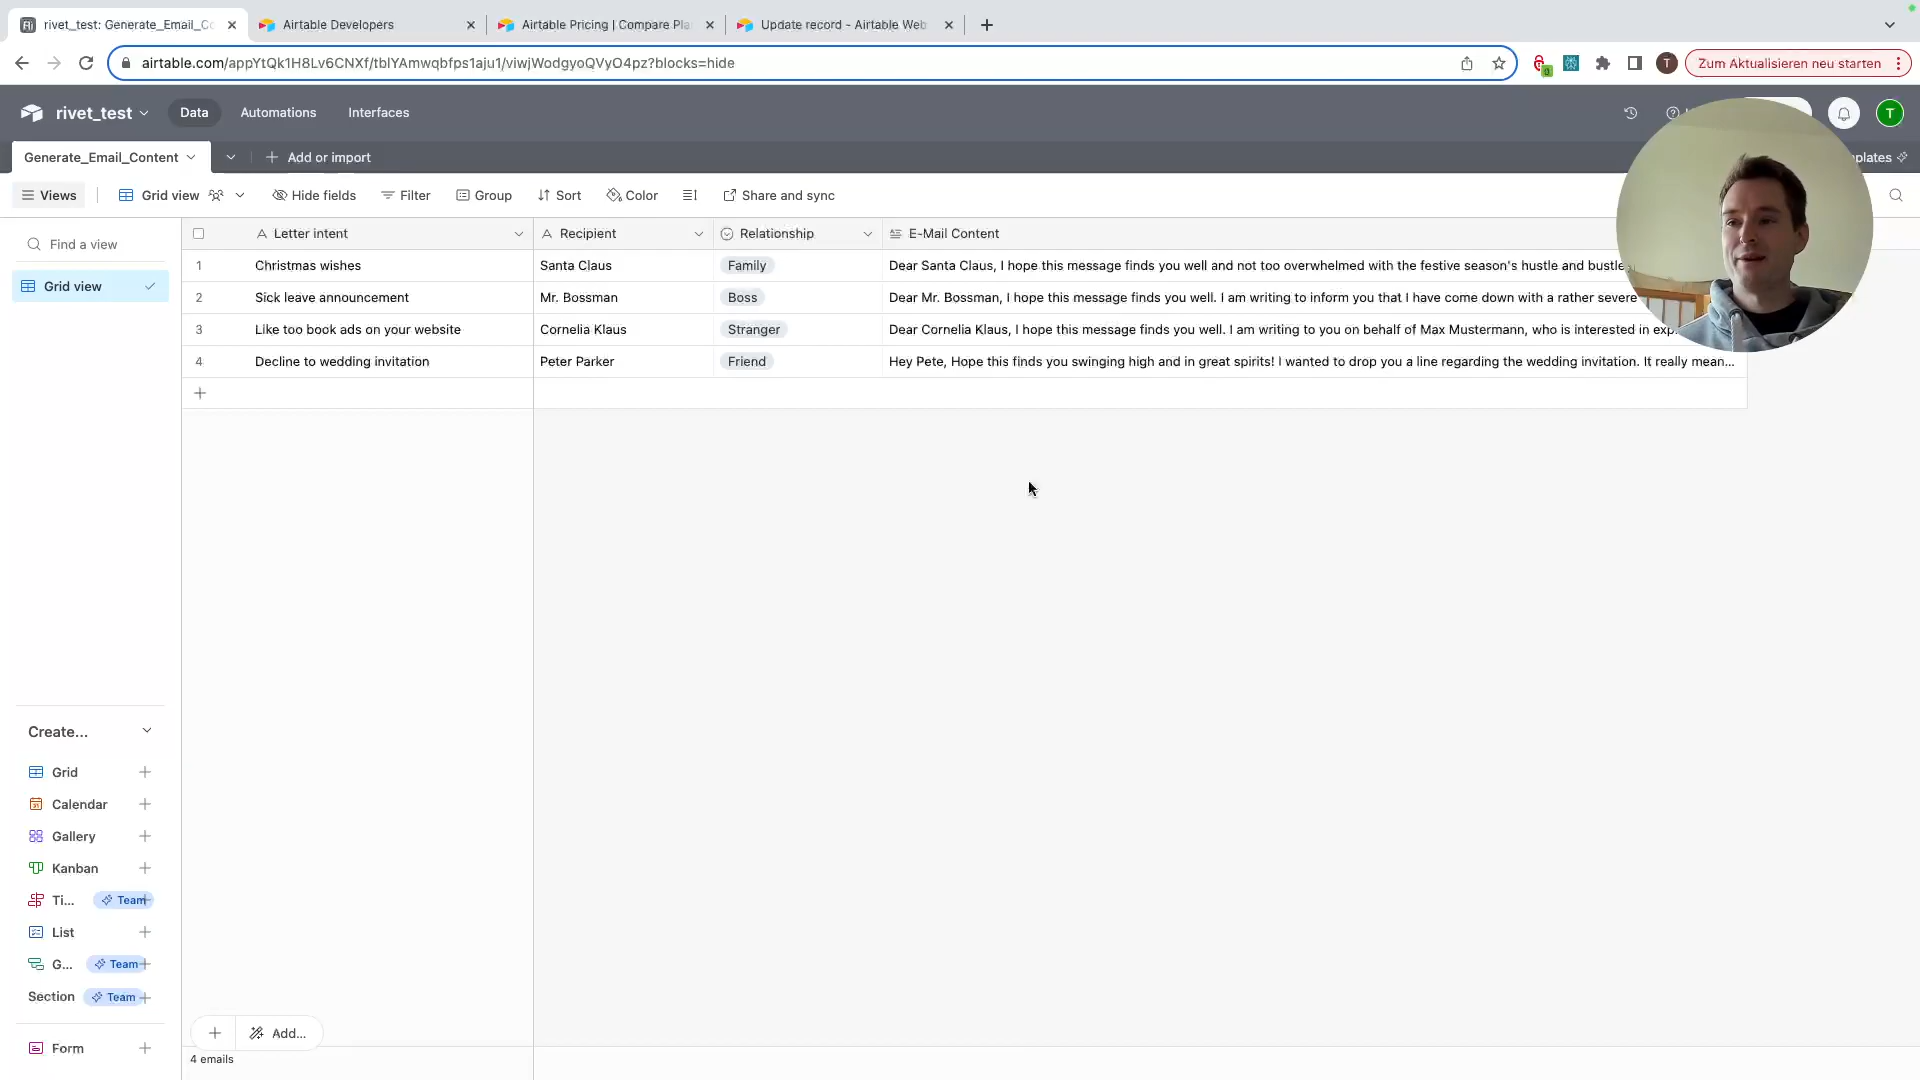 rivet_test: Generate_Email_Co
Airtable Developers
Airtable Pricing | Compare Pla
Update record - Airtable Web
airtable.com/appYtQk1H8Lv6CNXf/tblYAmwqbfps1aju1/viwjWodgyoQVyO4pz?blocks=hide
0
T
Zum Aktualisieren neu starten
rivet_test
Data
Automations
Interfaces
T
Generate_Email_Content
Add or import
plates
Views
Grid view
Hide fields
Filter
Group
Sort
Color
Share and sync
Find a view
Grid view
Letter intent
Recipient
Relationship
E-Mail Content
1 Christmas wishes Santa Claus Family Dear Santa Claus, I hope this message finds you well and not too overwhelmed with the festive season's hustle and bustle
2 Sick leave announcement Mr. Bossman Boss Dear Mr. Bossman, I hope this message finds you well. I am writing to inform you that I have come down with a rather severe
3 Like too book ads on your website Cornelia Klaus Stranger Dear Cornelia Klaus, I hope this message finds you well. I am writing to you on behalf of Max Mustermann, who is interested in exp
4 Decline to wedding invitation Peter Parker Friend Hey Pete, Hope this finds you swinging high and in great spirits! I wanted to drop you a line regarding the wedding invitation. It really mean...
Create...
Grid
Calendar
Gallery
Kanban
Ti... Team
List
G... Team
Section Team
Form
Add...
4 emails